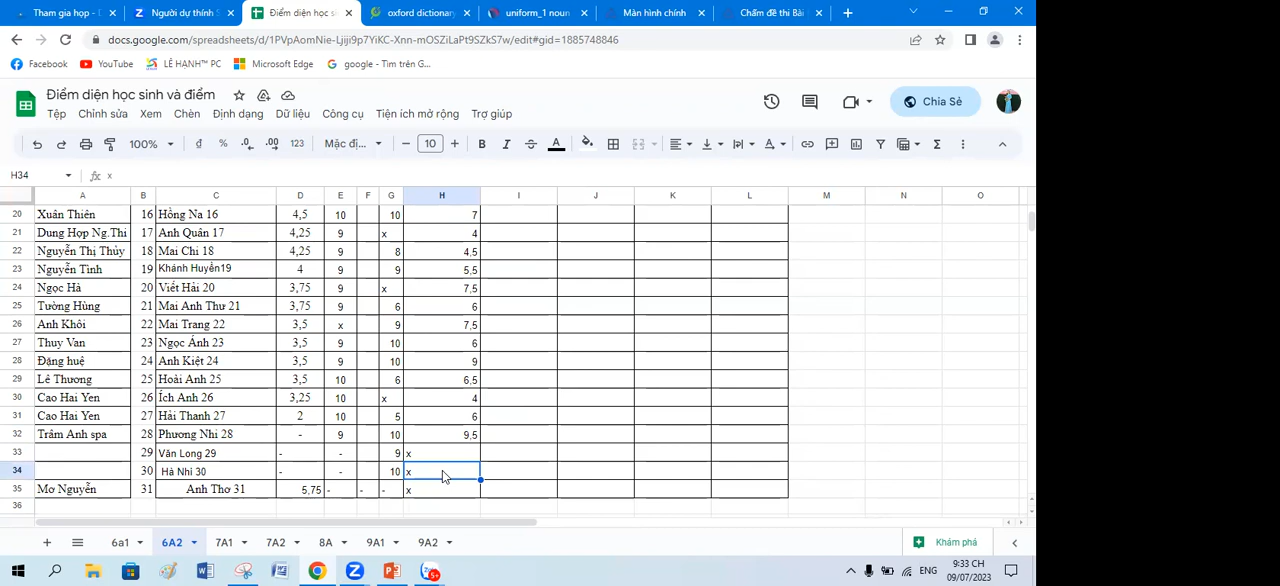 Tham gia họp -
Người dự thính S
Điểm diện học sinh
oxford dictionary
uniform_1 noun
Màn hình chính
Chấm đề thi Bài
docs.google.com/spreadsheets/d/1PVpAomNie-Ljiji9p7YiKC-Xnn-mOSZiLaPt9SZkS7w/edit#gid=1885748846
Facebook YouTube LÊ HẠNH™ PC Microsoft Edge google - Tìm trên G...
Điểm diện học sinh và điểm
Chia Sẻ
Tệp Chỉnh sửa Xem Chèn Định dạng Dữ liệu Công cụ Tiện ích mở rộng Trợ giúp
100% đ % .0 .00 123 Mặc đị... 10 B I A
H34 fx x
A B C D E F G H I J K L M N O
20 Xuân Thiên 16 Hồng Na 16 4,5 10 10 7
21 Dung Hợp Ng.Thi 17 Anh Quân 17 4,25 9 x 4
22 Nguyễn Thị Thủy 18 Mai Chi 18 4,25 9 8 4,5
23 Nguyễn Tình 19 Khánh Huyền19 4 9 9 5,5
24 Ngọc Hà 20 Viết Hải 20 3,75 9 x 7,5
25 Tường Hùng 21 Mai Anh Thư 21 3,75 9 6 6
26 Anh Khôi 22 Mai Trang 22 3,5 x 9 7,5
27 Thuy Van 23 Ngọc Ánh 23 3,5 9 10 6
28 Đặng huệ 24 Anh Kiệt 24 3,5 9 10 9
29 Lê Thương 25 Hoài Anh 25 3,5 10 6 6,5
30 Cao Hai Yen 26 Ích Anh 26 3,25 10 x 4
31 Cao Hai Yen 27 Hải Thanh 27 2 10 5 6
32 Trâm Anh spa 28 Phương Nhi 28 - 9 10 9,5
33 29 Văn Long 29 - - 9 x
34 30 Hà Nhi 30 - - 10 x
35 Mơ Nguyễn 31 Anh Thơ 31 5,75 - - - x
36
6a1 6A2 7A1 7A2 8A 9A1 9A2 Khám phá
5+
ENG
9:33 CH
09/07/2023